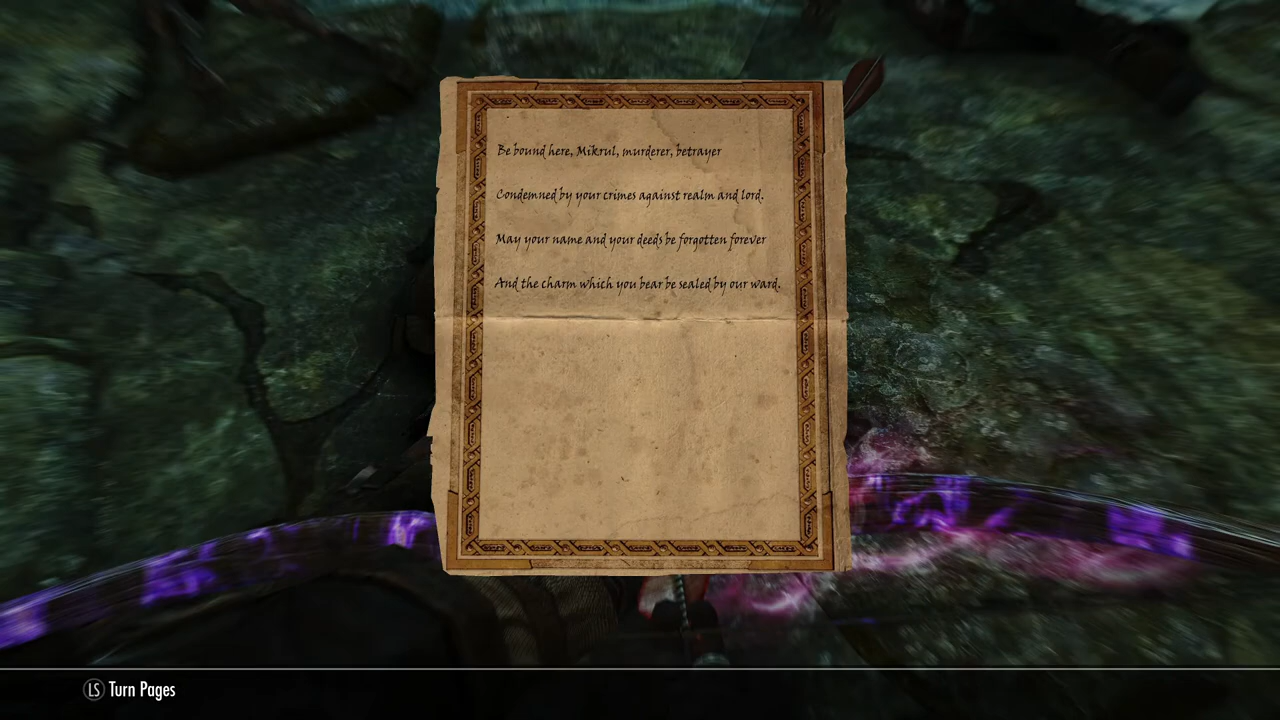 Be bound here, Mikrul, murderer, betrayer
Condemned by your crimes against realm and lord.
May your name and your deeds be forgotten forever
And the charm which you bear be sealed by our ward.
LS Turn Pages